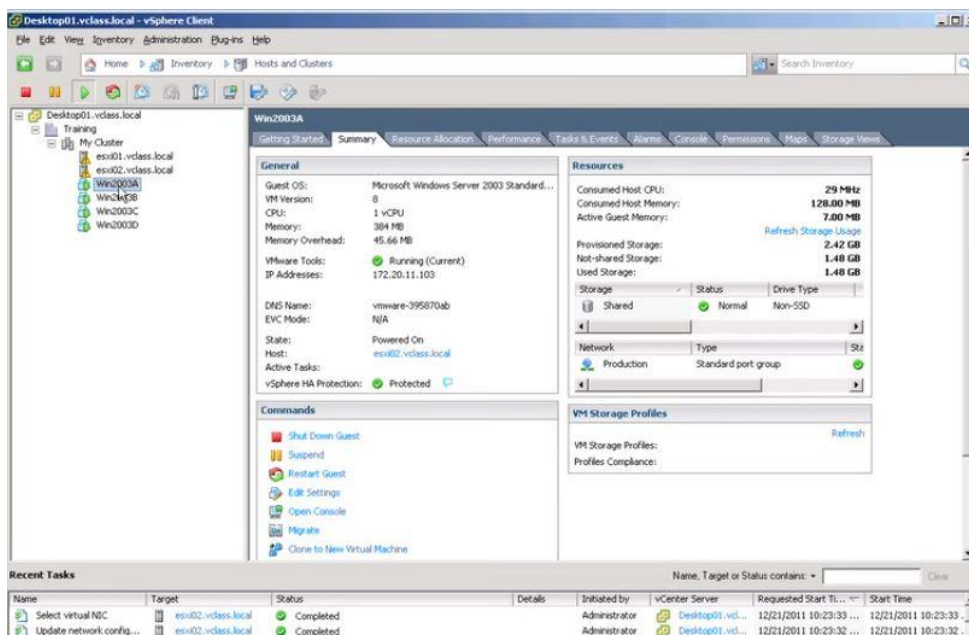 Desktop01.vclass.local - vSphere Client
File Edit View Inventory Administration Plug-ins Help
Home Inventory Hosts and Clusters Search Inventory
Desktop01.vclass.local
Training
My Cluster
esxi01.vclass.local
esxi02.vclass.local
Win2003A
Win2003B
Win2003C
Win2003D
Win2003A
Getting Started Summary Resource Allocation Performance Tasks & Events Alarms Console Permissions Maps Storage Views
General
Guest OS: Microsoft Windows Server 2003 Standard...
VM Version: 8
CPU: 1 vCPU
Memory: 384 MB
Memory Overhead: 45.66 MB
VMware Tools: Running (Current)
IP Addresses: 172.20.11.103
DNS Name: vmware-395870ab
EVC Mode: N/A
State: Powered On
Host: esxi02.vclass.local
Active Tasks:
vSphere HA Protection: Protected
Commands
Shut Down Guest
Suspend
Restart Guest
Edit Settings
Open Console
Migrate
Clone to New Virtual Machine
Resources
Consumed Host CPU: 29 MHz
Consumed Host Memory: 128.00 MB
Active Guest Memory: 7.00 MB
Refresh Storage Usage
Provisioned Storage: 2.42 GB
Not-shared Storage: 1.48 GB
Used Storage: 1.48 GB
Storage Status Drive Type
Shared Normal Non-SSD
Network Type Sta
Production Standard port group
VM Storage Profiles
Refresh
VM Storage Profiles:
Profiles Compliance:
Recent Tasks Name, Target or Status contains: Clear
Name Target Status Details Initiated by vCenter Server Requested Start Ti... Start Time
Select virtual NIC esxi02.vclass.local Completed Administrator Desktop01.vcl... 12/21/2011 10:23:33 ... 12/21/2011 10:23:33
Update network config... esxi02.vclass.local Completed Administrator Desktop01.vcl... 12/21/2011 10:23:32 ... 12/21/2011 10:23:32